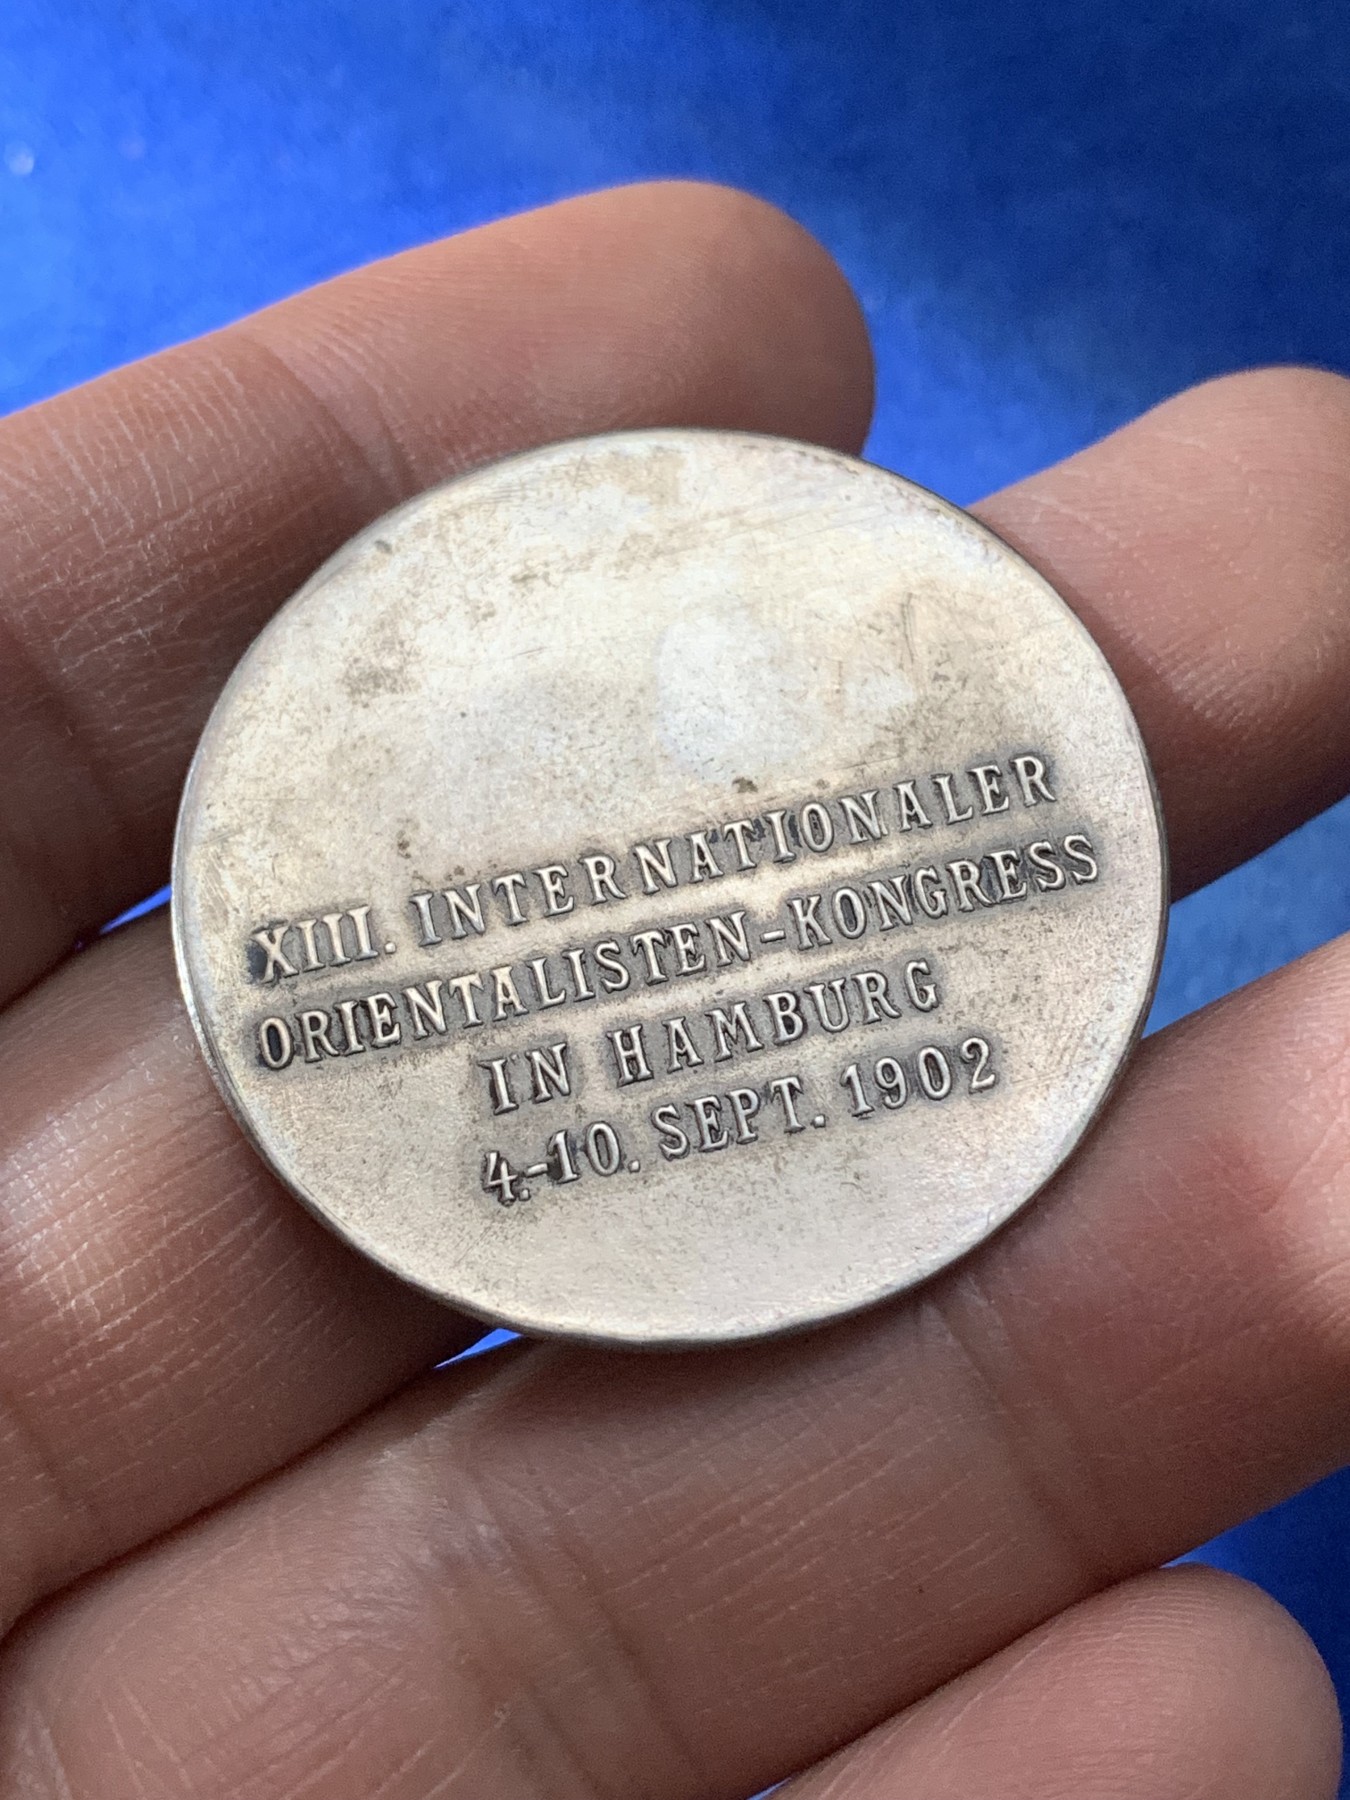 XIII. INTERNATIONALER
ORIENTALISTEN-KONGRESS
IN HAMBURG
4.-10. SEPT. 1902